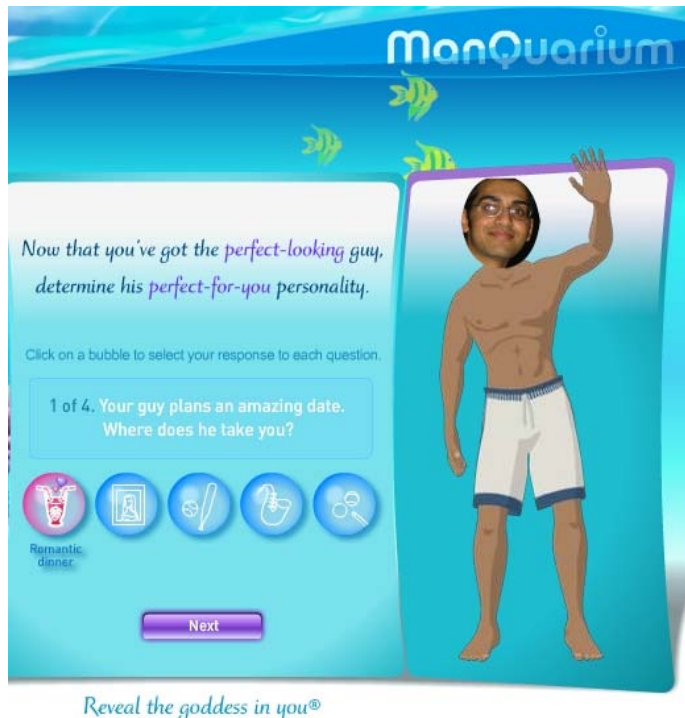 ManQuarium
Now that you've got the perfect-looking guy,
determine his perfect-for-you personality.
Click on a bubble to select your response to each question.
1 of 4. Your guy plans an amazing date.
Where does he take you?
Romantic
dinner
Next
Reveal the goddess in you®